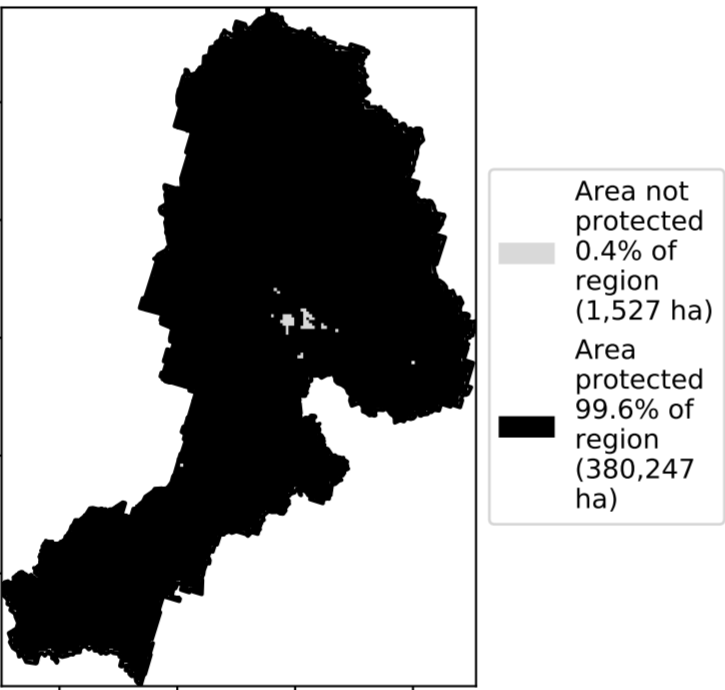 Area not
protected
0.4% of
region
(1,527 ha)
Area
protected
99.6% of
region
(380,247
ha)